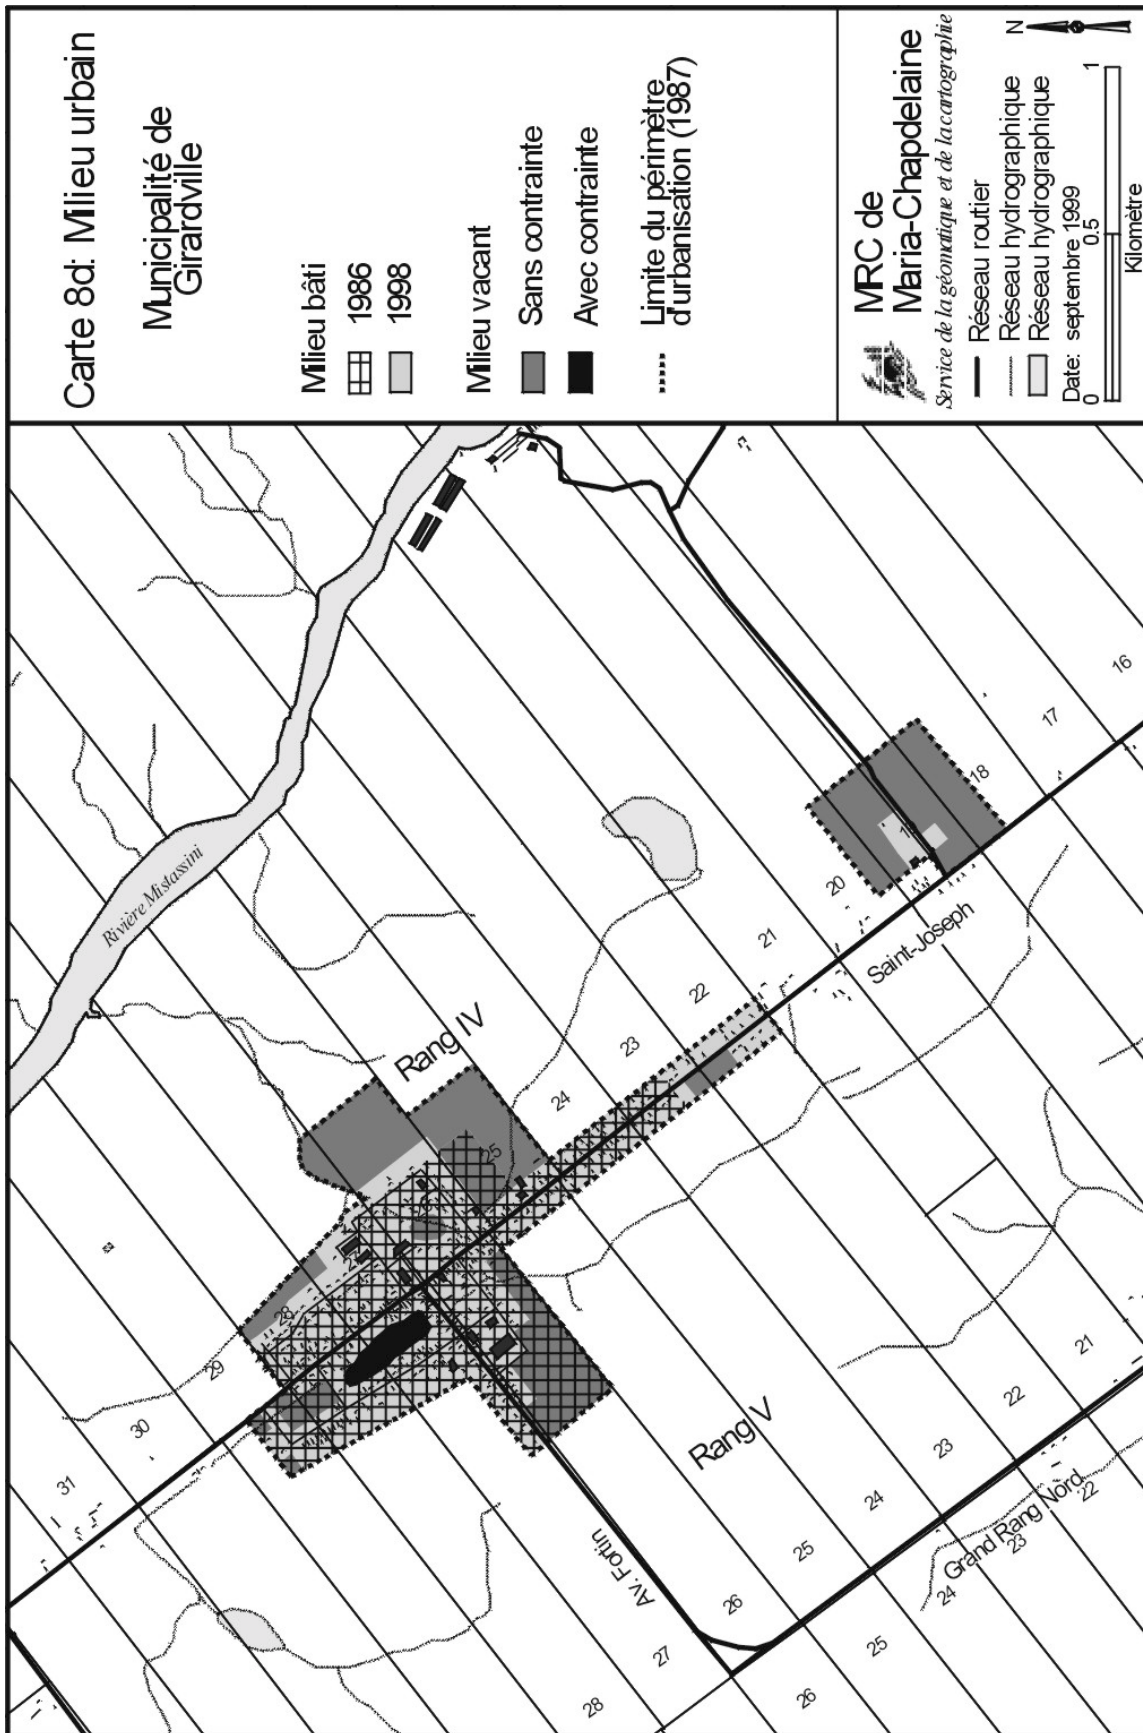 Carte 8d: Milieu urbain
Municipalité de
Girardville
Milieu bâti
1986
1998
Milieu vacant
Sans contrainte
Avec contrainte
Limite du périmètre
d'urbanisation (1987)
MRC de
Maria-Chapdelaine
Service de la géomatique et de la cartographie
Réseau routier
Réseau hydrographique
Réseau hydrographique
Date: septembre 1999
N
0
0.5
1
Kilomètre
Rivière Mistassini
Rang IV
31
30
29
28
25
24
23
22
21
20
18
17
16
Saint-Joseph
Av. Fortin
Rang V
28
27
26
25
24
23
22
21
Grand Rang Nord
26
25
24
23
22